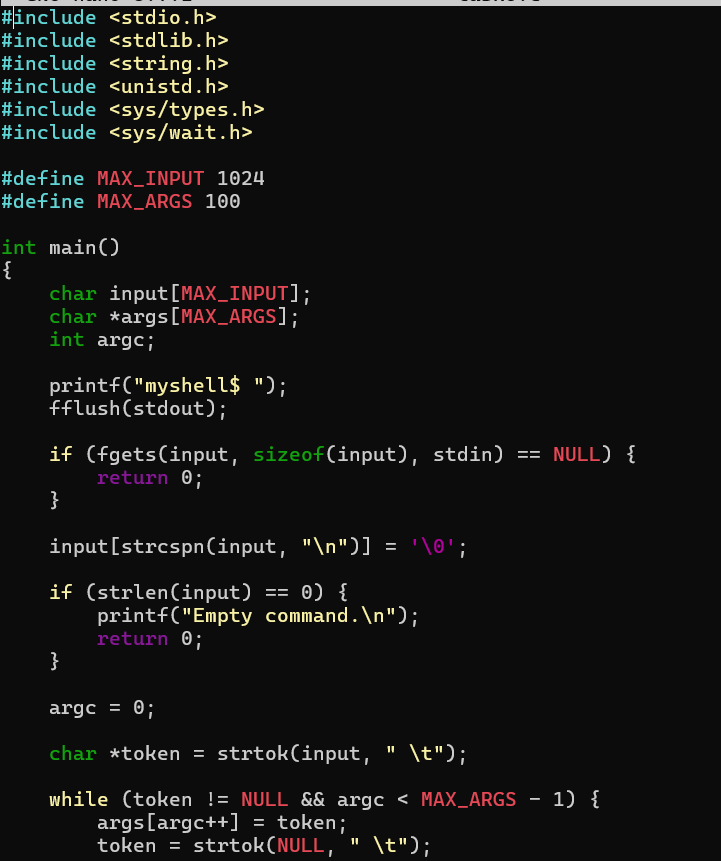 #include <stdio.h>
#include <stdlib.h>
#include <string.h>
#include <unistd.h>
#include <sys/types.h>
#include <sys/wait.h>

#define MAX_INPUT 1024
#define MAX_ARGS 100

int main()
{
    char input[MAX_INPUT];
    char *args[MAX_ARGS];
    int argc;

    printf("myshell$ ");
    fflush(stdout);

    if (fgets(input, sizeof(input), stdin) == NULL) {
        return 0;
    }

    input[strcspn(input, "\n")] = '\0';

    if (strlen(input) == 0) {
        printf("Empty command.\n");
        return 0;
    }

    argc = 0;

    char *token = strtok(input, " \t");

    while (token != NULL && argc < MAX_ARGS - 1) {
        args[argc++] = token;
        token = strtok(NULL, " \t");